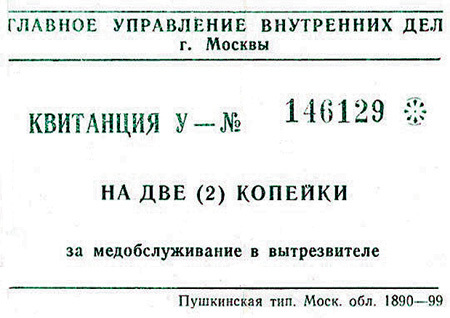 ГЛАВНОЕ УПРАВЛЕНИЕ ВНУТРЕННИХ ДЕЛ
г. Москвы
КВИТАНЦИЯ У — № 146129
НА ДВЕ (2) КОПЕЙКИ
за медобслуживание в вытрезвителе
Пушкинская тип. Моск. обл. 1890—99